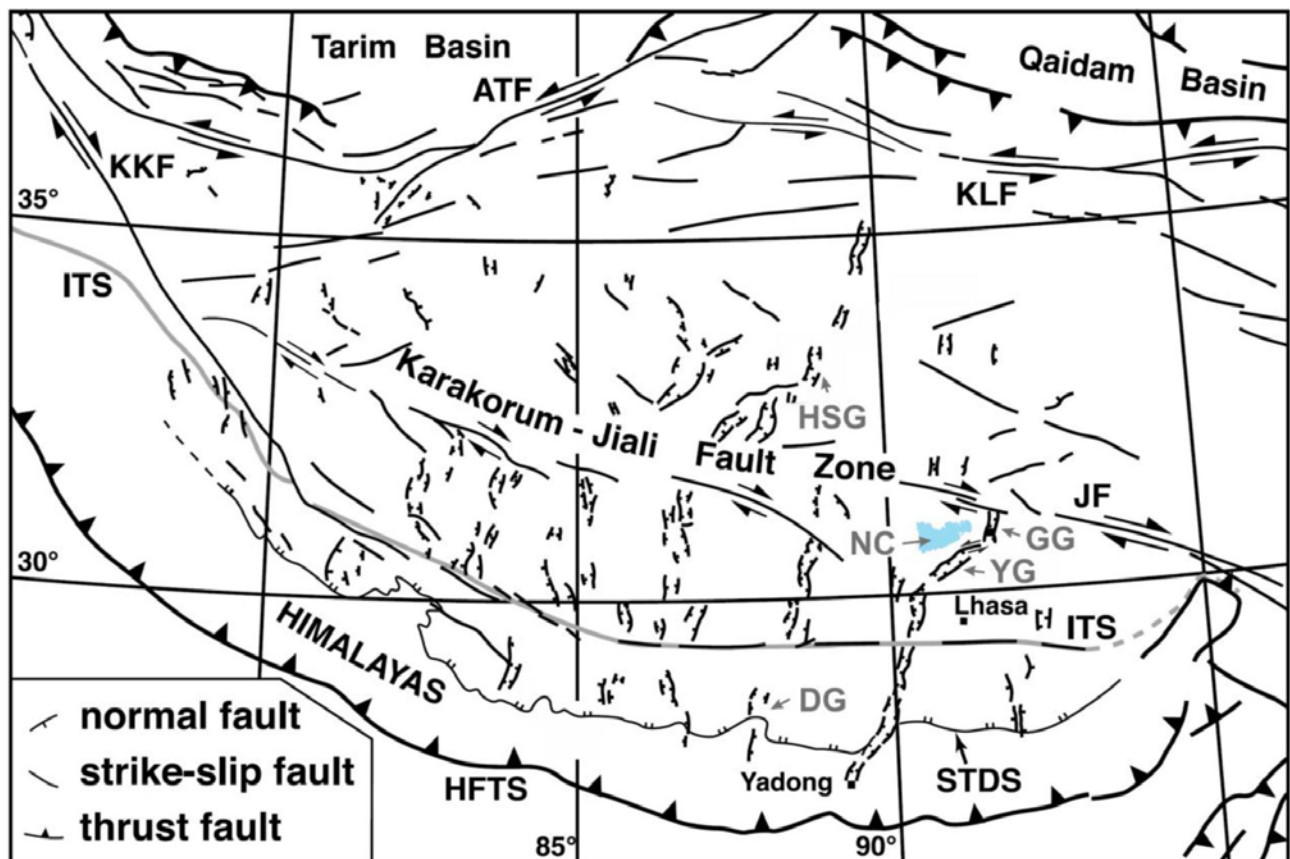 Tarim Basin
Qaidam Basin
ATF
KKF
KLF
35°
ITS
Karakorum - Jiali Fault Zone
HSG
JF
NC
GG
YG
30°
Lhasa
ITS
HIMALAYAS
DG
normal fault
strike-slip fault
thrust fault
HFTS
Yadong
STDS
85°
90°